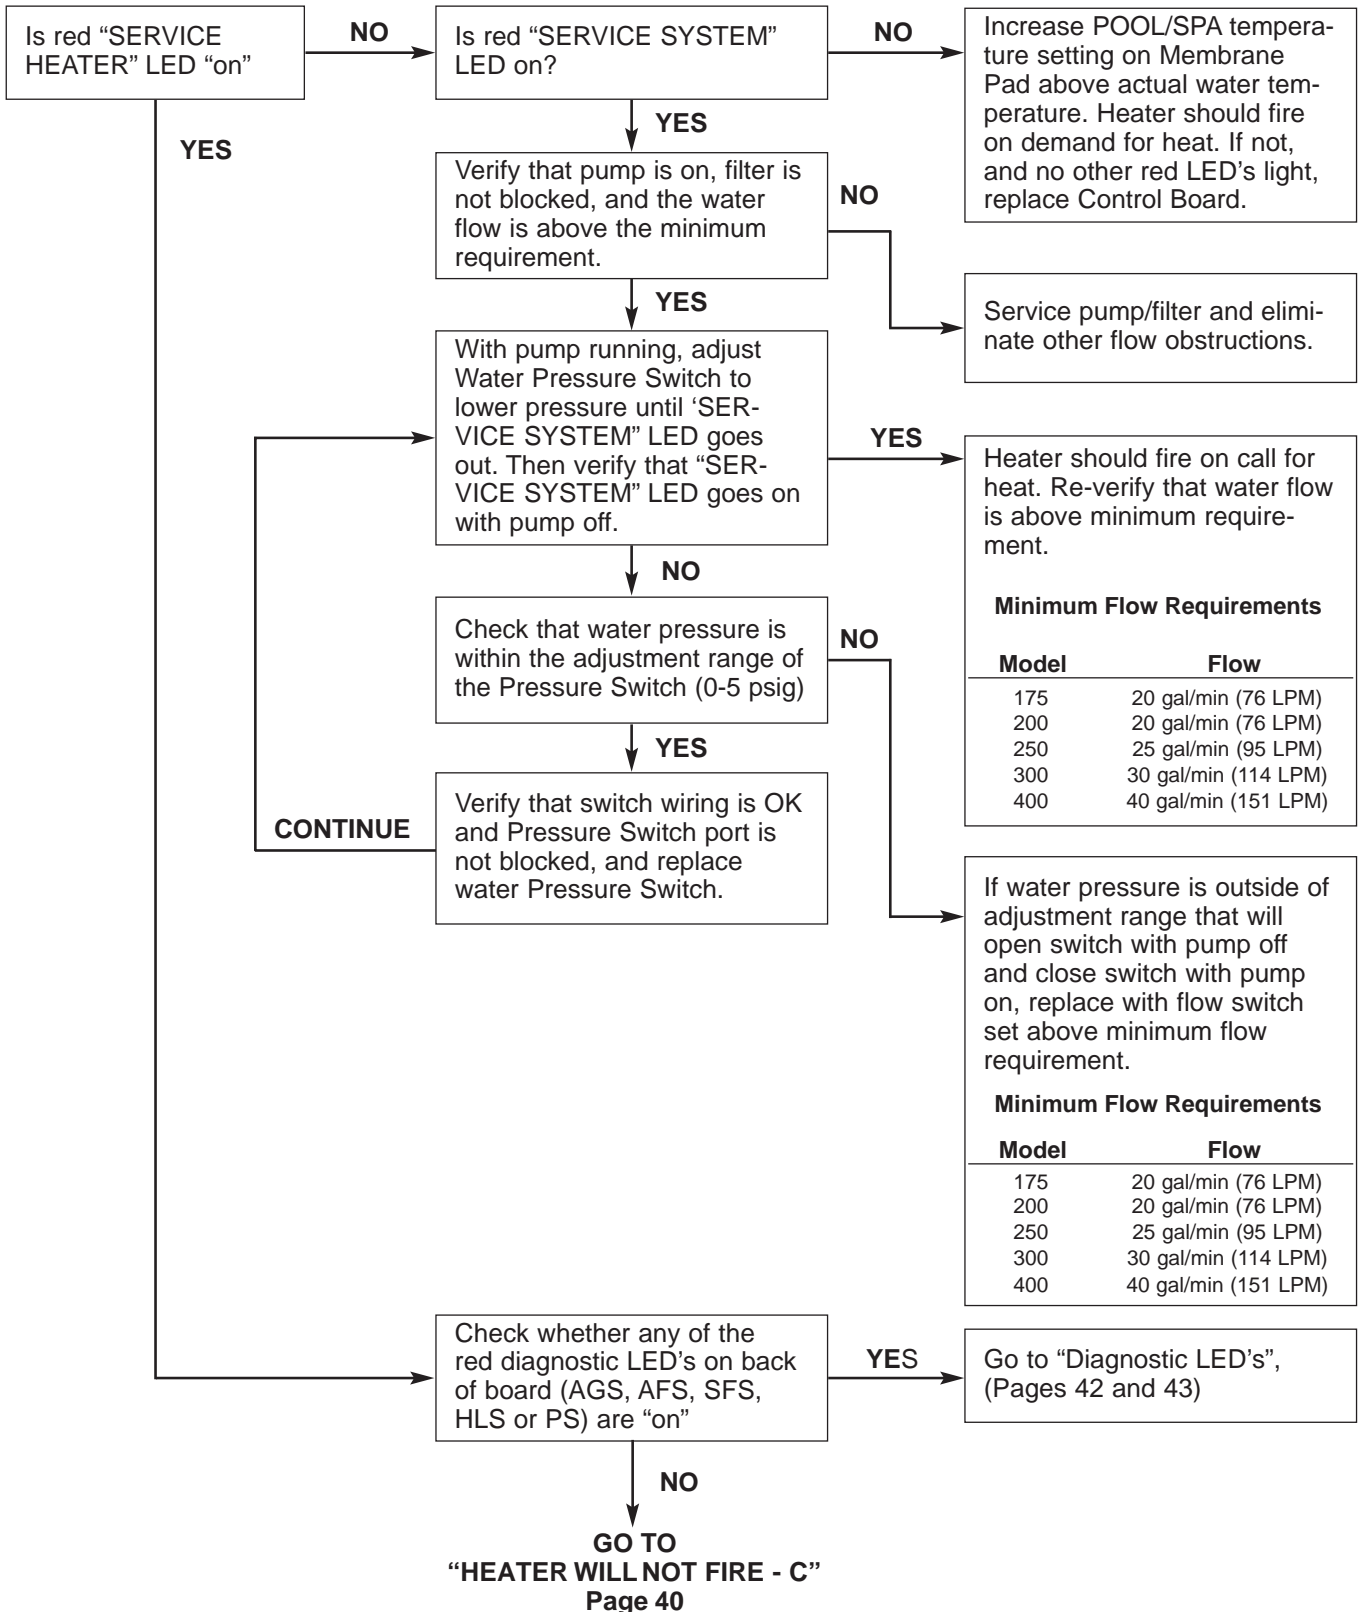 Is red “SERVICE
HEATER” LED “on”
NO
Is red “SERVICE SYSTEM”
LED on?
NO
Increase POOL/SPA tempera-
ture setting on Membrane
Pad above actual water tem-
perature. Heater should fire
on demand for heat. If not,
and no other red LED's light,
replace Control Board.
YES
YES
Verify that pump is on, filter is
not blocked, and the water
flow is above the minimum
requirement.
NO
Service pump/filter and elimi-
nate other flow obstructions.
YES
With pump running, adjust
Water Pressure Switch to
lower pressure until ‘SER-
VICE SYSTEM” LED goes
out. Then verify that “SER-
VICE SYSTEM” LED goes on
with pump off.
YES
Heater should fire on call for
heat. Re-verify that water flow
is above minimum require-
ment.
Minimum Flow Requirements
Model Flow
175 20 gal/min (76 LPM)
200 20 gal/min (76 LPM)
250 25 gal/min (95 LPM)
300 30 gal/min (114 LPM)
400 40 gal/min (151 LPM)
NO
Check that water pressure is
within the adjustment range of
the Pressure Switch (0-5 psig)
NO
YES
Verify that switch wiring is OK
and Pressure Switch port is
not blocked, and replace
water Pressure Switch.
CONTINUE
If water pressure is outside of
adjustment range that will
open switch with pump off
and close switch with pump
on, replace with flow switch
set above minimum flow
requirement.
Minimum Flow Requirements
Model Flow
175 20 gal/min (76 LPM)
200 20 gal/min (76 LPM)
250 25 gal/min (95 LPM)
300 30 gal/min (114 LPM)
400 40 gal/min (151 LPM)
Check whether any of the
red diagnostic LED's on back
of board (AGS, AFS, SFS,
HLS or PS) are “on”
YES
Go to “Diagnostic LED's”,
(Pages 42 and 43)
NO
GO TO
“HEATER WILL NOT FIRE - C”
Page 40